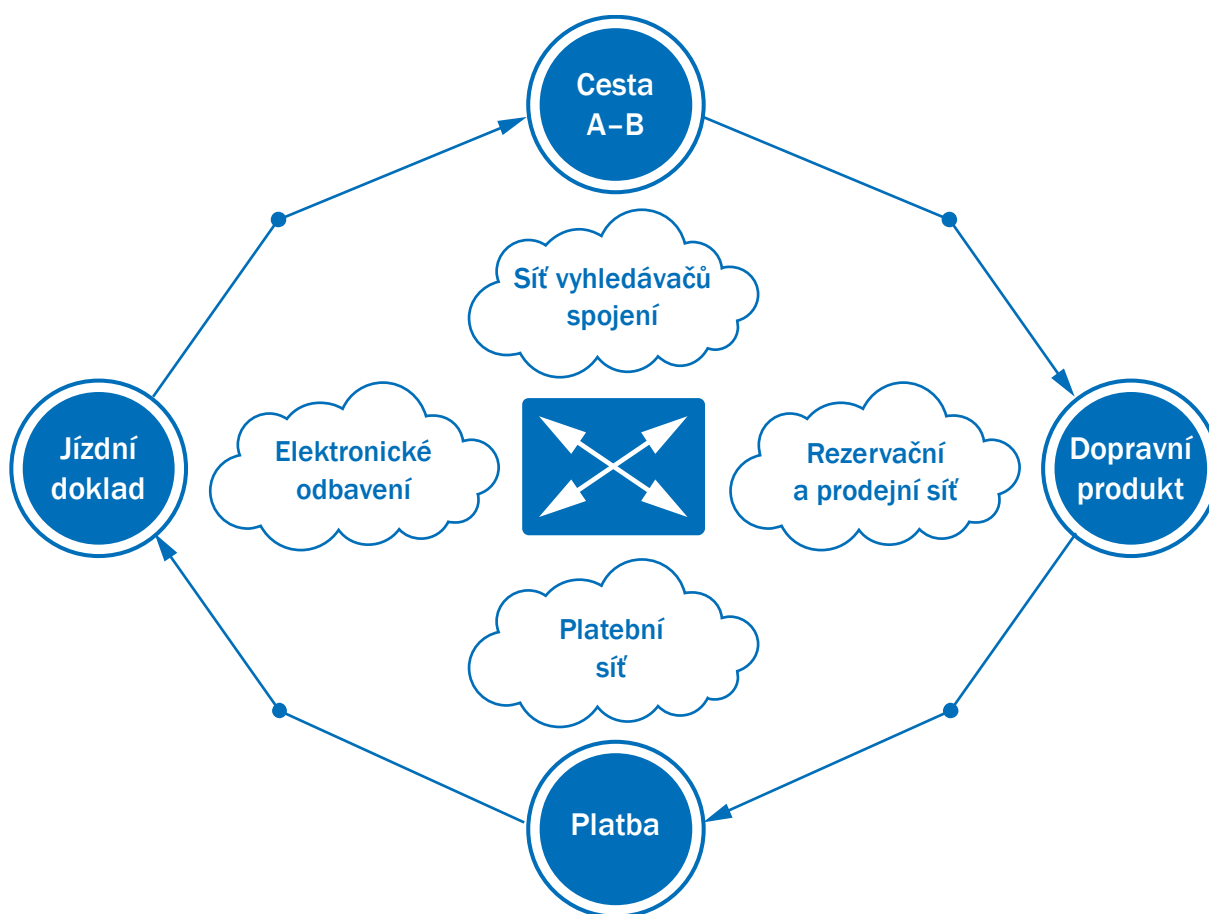 Cesta
A–B
Síť vyhledávačů
spojení
Jízdní
doklad
Elektronické
odbavení
Rezervační
a prodejní síť
Dopravní
produkt
Platební
síť
Platba